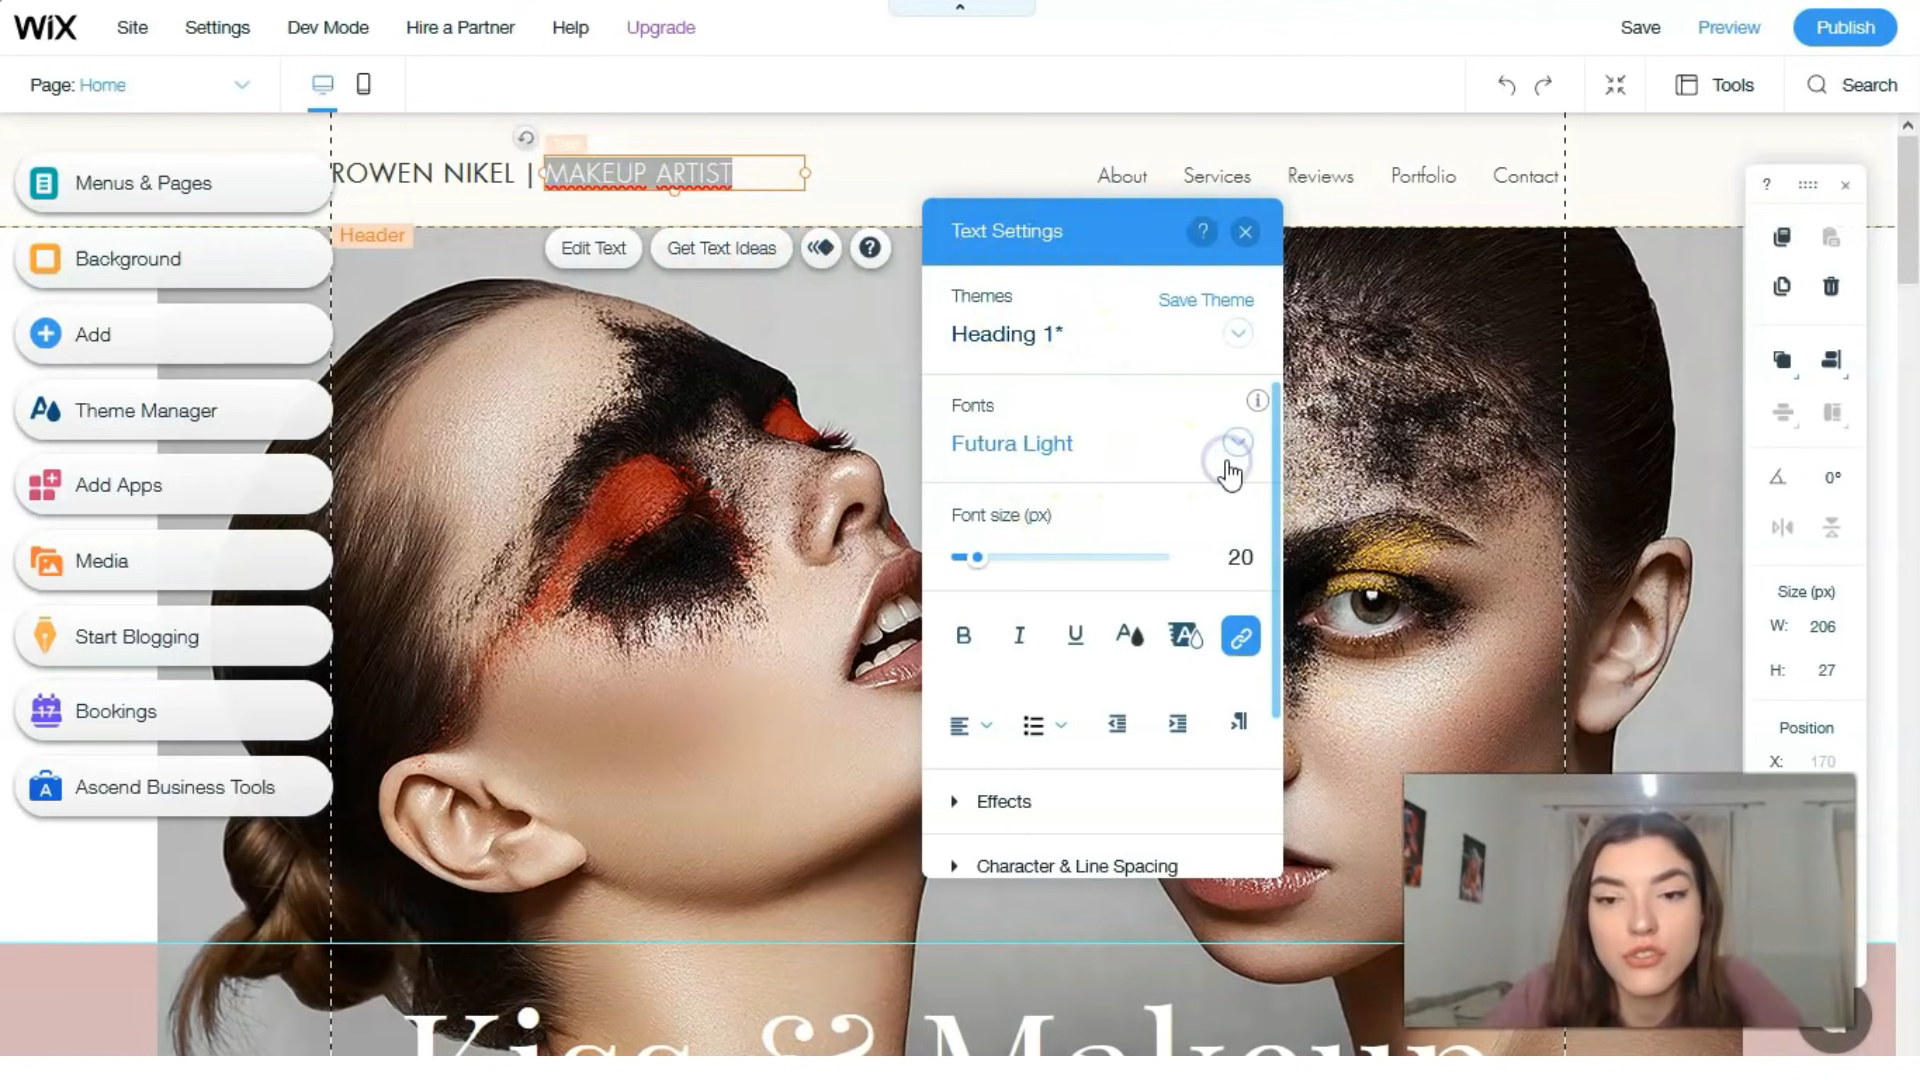 WiX
Site
Settings
Dev Mode
Hire a Partner
Help
Upgrade
Save
Preview
Publish
Page: Home
Tools
Search
ROWEN NIKEL |
MAKEUP ARTIST
About
Services
Reviews
Portfolio
Contact
Header
Edit Text
Get Text Ideas
?
Menus & Pages
Background
Add
Theme Manager
Add Apps
Media
Start Blogging
17
Bookings
A
Ascend Business Tools
Text Settings
?
Themes
Save Theme
Heading 1*
Fonts
Futura Light
Font size (px)
20
B
I
U
A
A
Effects
Character & Line Spacing
?
0°
Size (px)
W: 206
H: 27
Position
X: 170
Kiss & Makeup